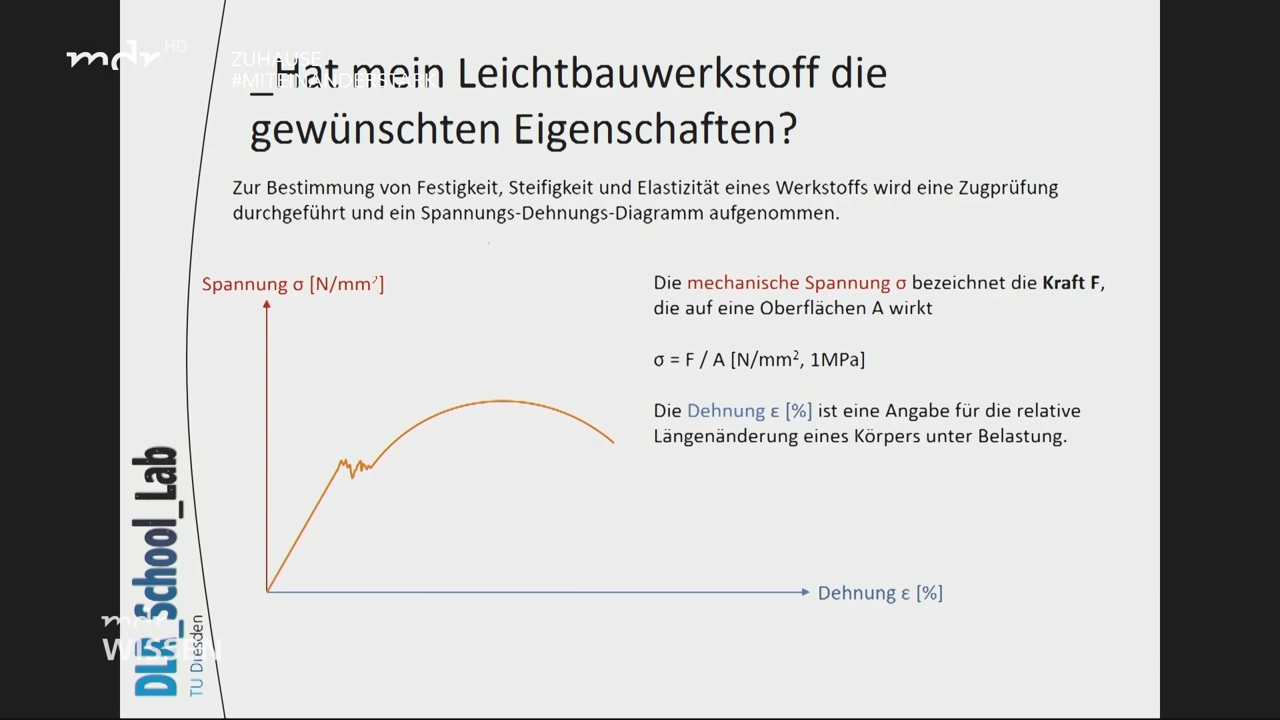 mdr HD
ZUHAUSE
#MITEINANDERSTARK
_Hat mein Leichtbauwerkstoff die
gewünschten Eigenschaften?
Zur Bestimmung von Festigkeit, Steifigkeit und Elastizität eines Werkstoffs wird eine Zugprüfung
durchgeführt und ein Spannungs-Dehnungs-Diagramm aufgenommen.
Spannung σ [N/mm²]
Die mechanische Spannung σ bezeichnet die Kraft F,
die auf eine Oberflächen A wirkt
σ = F / A [N/mm², 1MPa]
Die Dehnung ε [%] ist eine Angabe für die relative
Längenänderung eines Körpers unter Belastung.
Dehnung ε [%]
DLR_School_Lab
TU Dresden
mdr
WISSEN